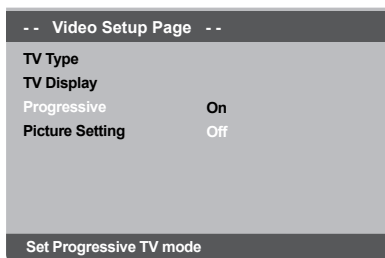 - - Video Setup Page - -
TV Type
TV Display
Progressive On
Picture Setting Off
Set Progressive TV mode